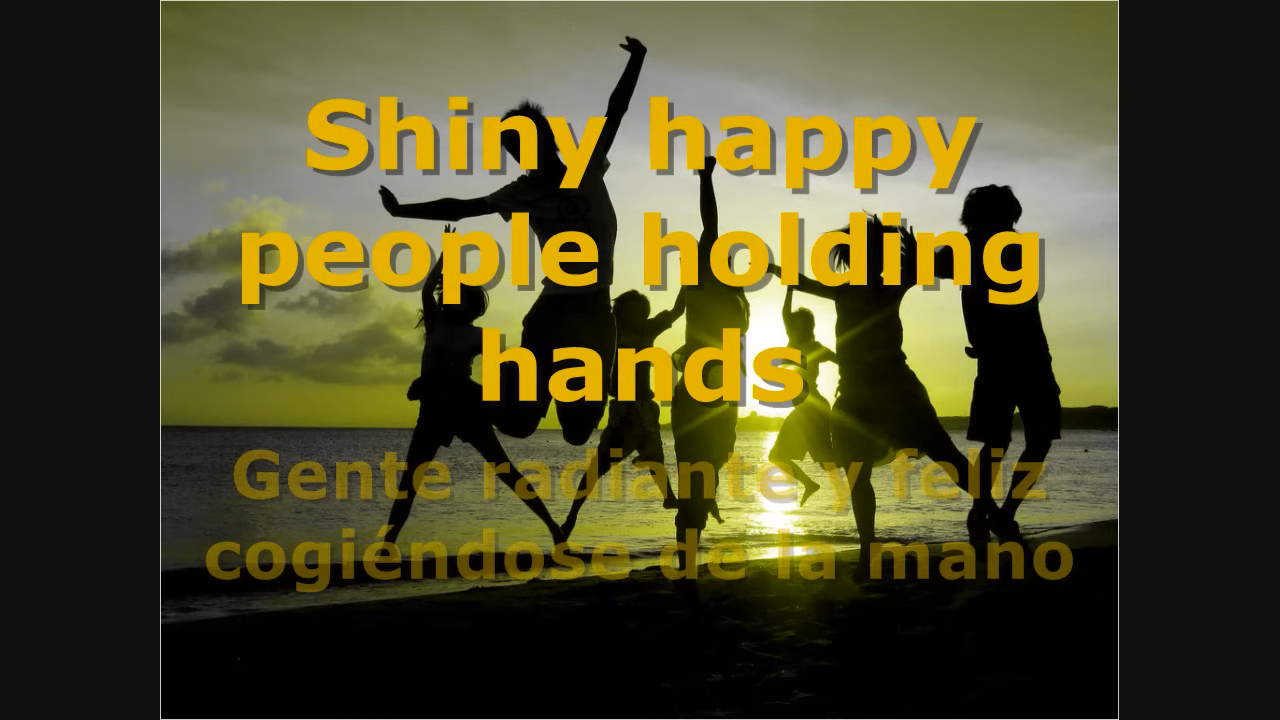 Shiny happy
people holding
hands
Gente radiante y feliz
cogiéndose de la mano